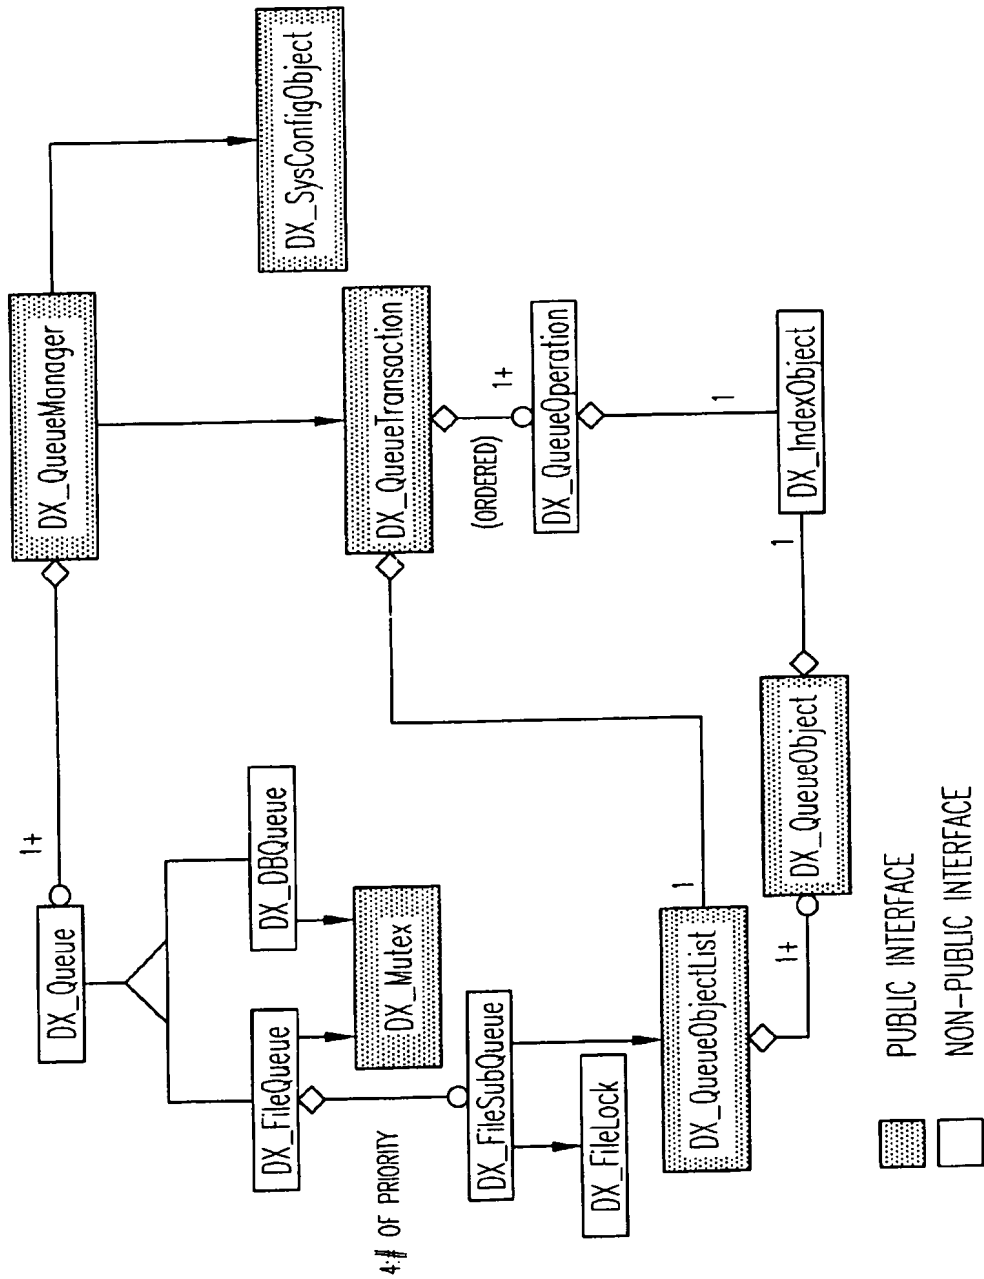 DX_Queue
1+
DX_QueueManager
DX_FileQueue
DX_DBQueue
DX_SysConfigObject
4:# OF PRIORITY
DX_Mutex
DX_QueueTransaction
(ORDERED)
1+
DX_FileSubQueue
DX_QueueOperation
DX_FileLock
1
1
DX_QueueObjectList
1+
DX_QueueObject
1
DX_IndexObject
PUBLIC INTERFACE
NON-PUBLIC INTERFACE